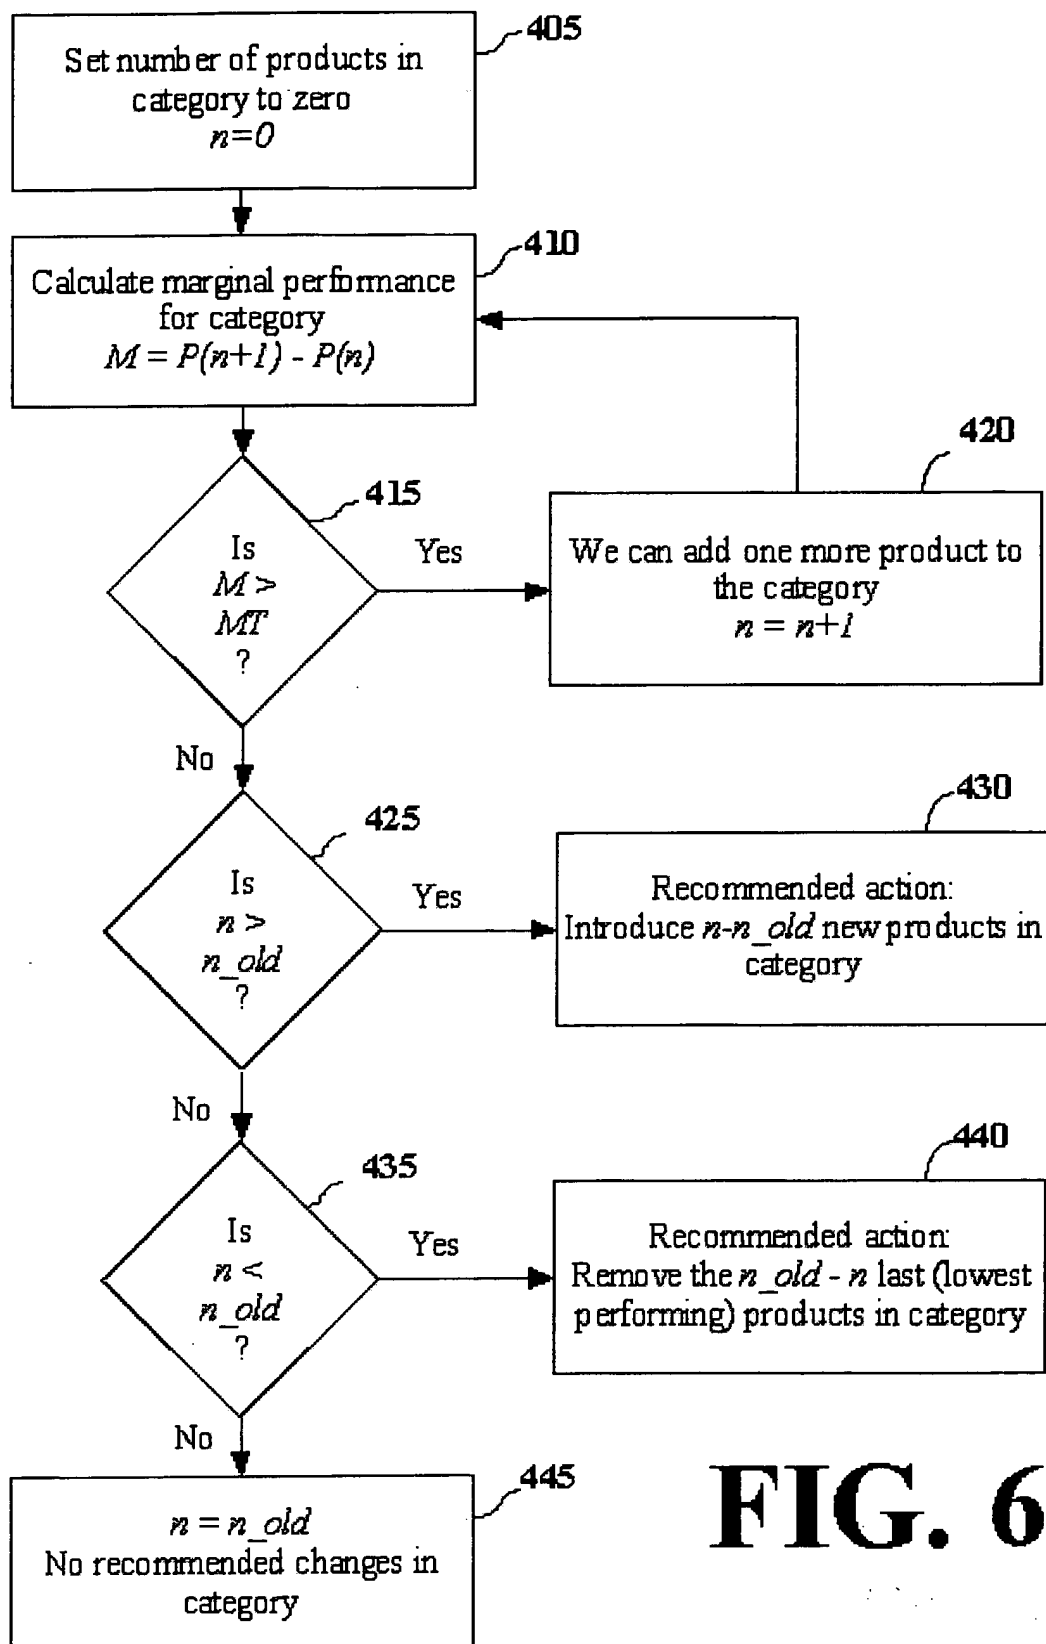 405
Set number of products in
category to zero
n=0
410
Calculate marginal performance
for category
M = P(n+1) - P(n)
420
415
Is
M >
MT
?
Yes
We can add one more product to
the category
n = n+1
No
430
425
Is
n >
n_old
?
Yes
Recommended action:
Introduce n-n_old new products in
category
No
440
435
Is
n <
n_old
?
Yes
Recommended action:
Remove the n_old - n last (lowest
performing) products in category
No
445
n = n_old
No recommended changes in
category
FIG. 6